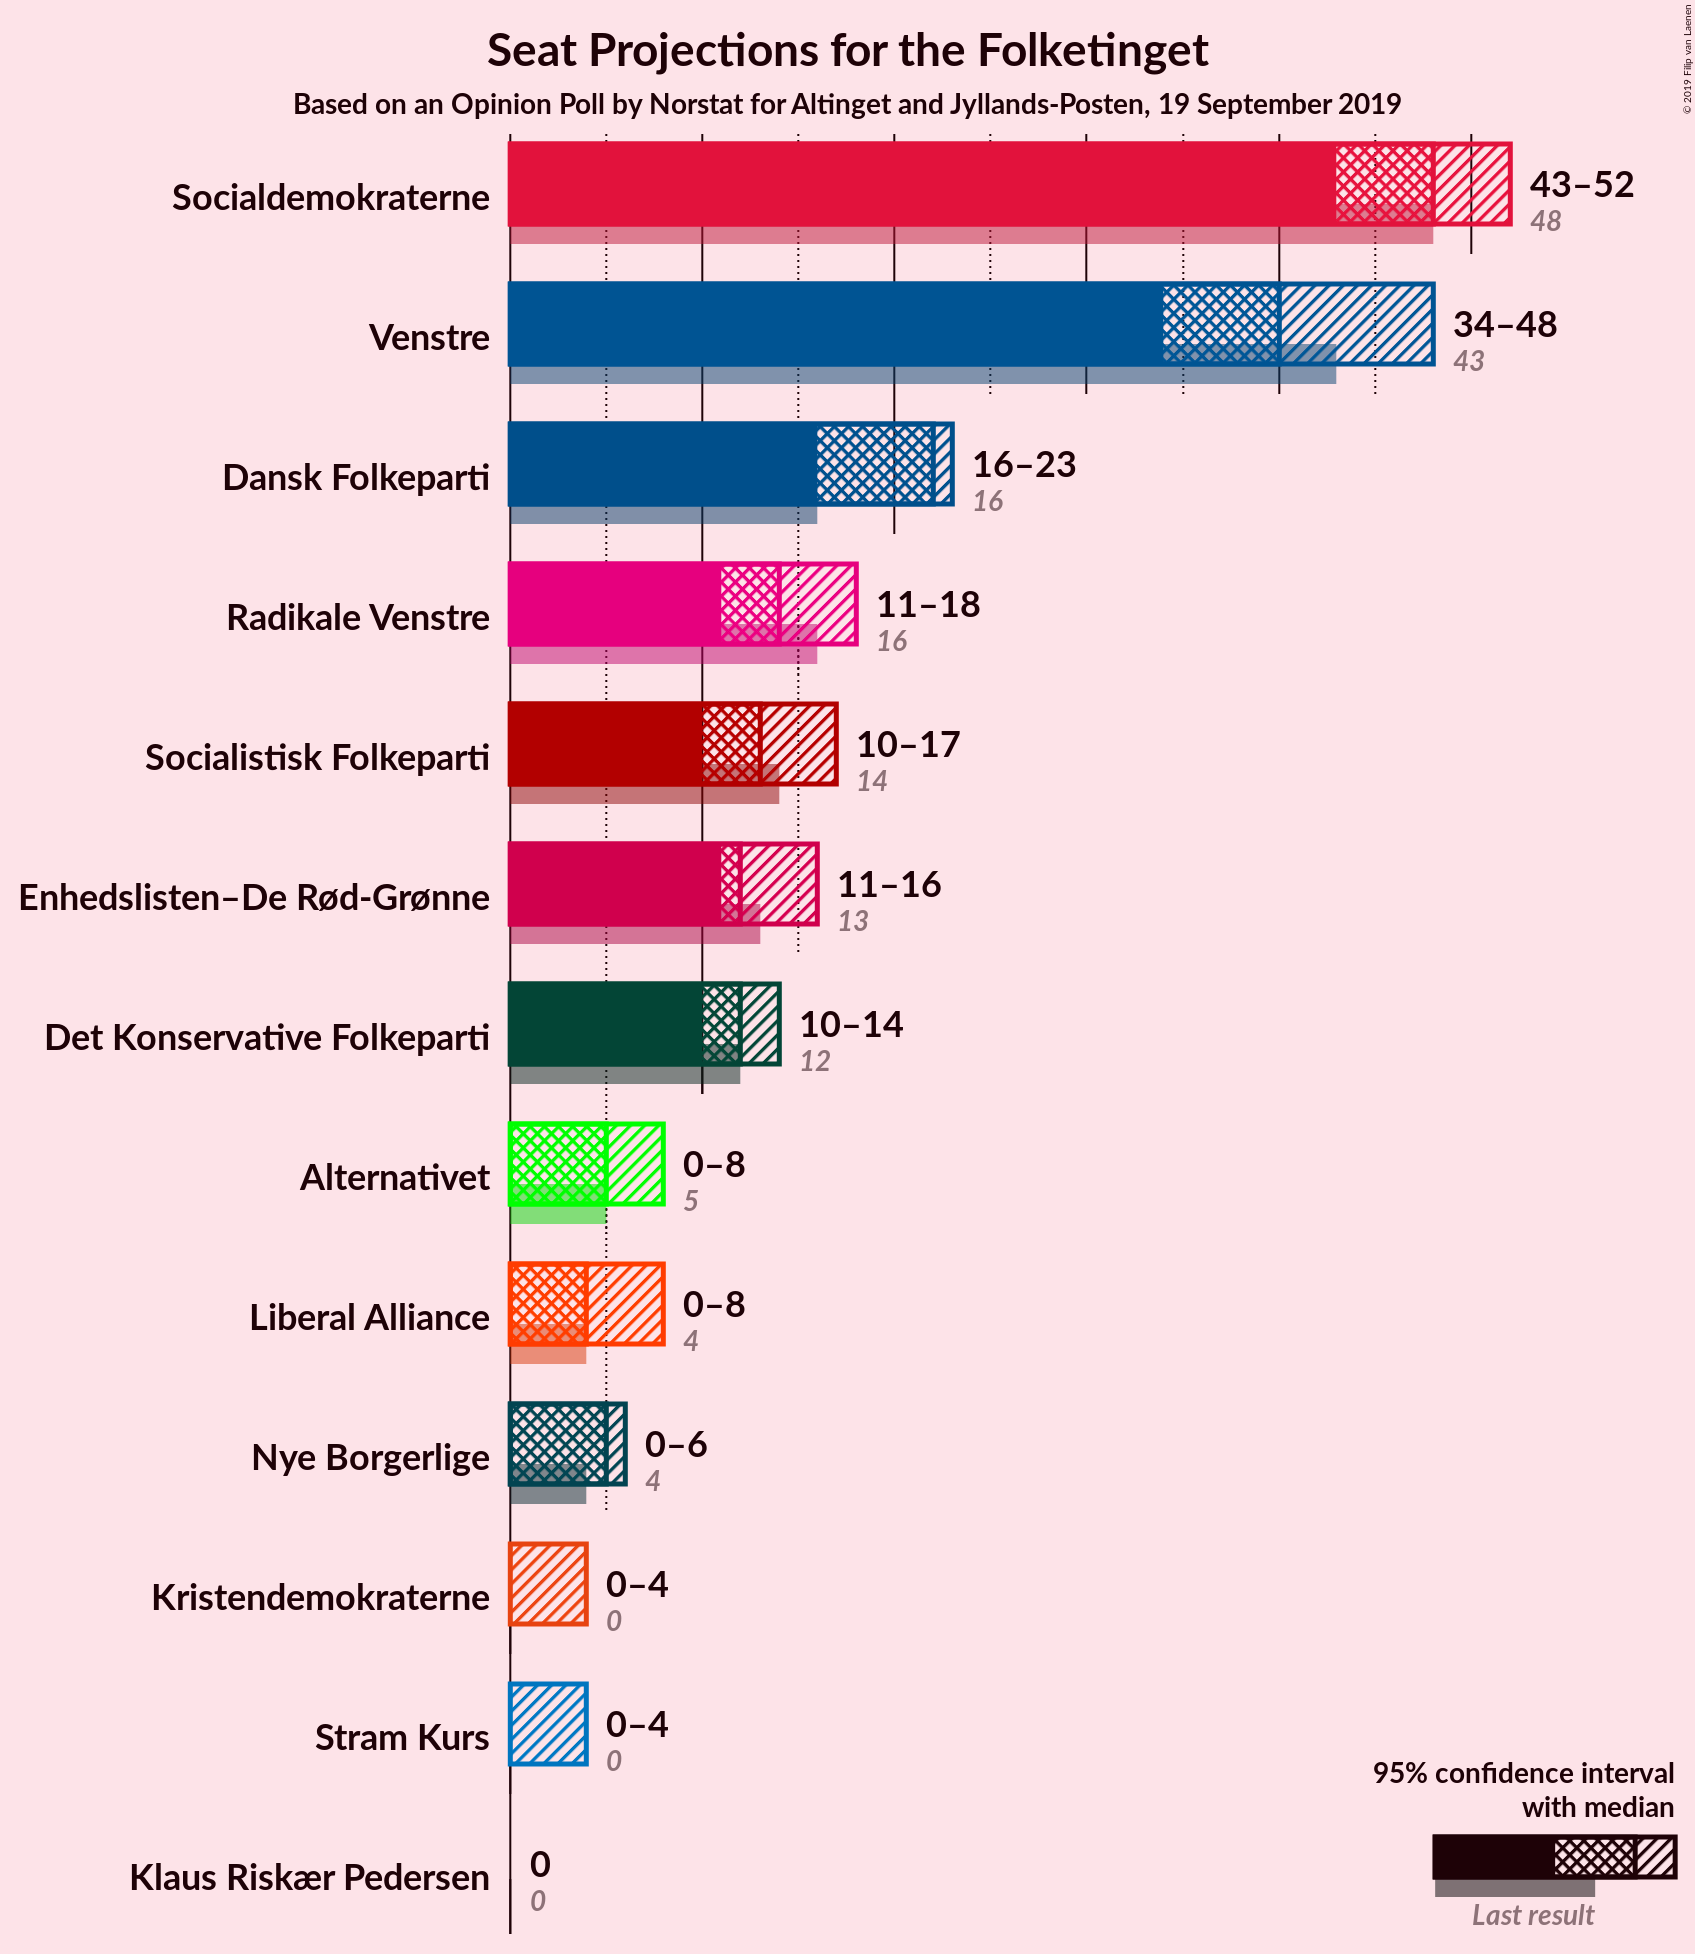 Seat Projections for the Folketinget
Based on an Opinion Poll by Norstat for Altinget and Jyllands-Posten, 19 September 2019
© 2019 Filip van Laenen
Socialdemokraterne
43–52
48
Venstre
34–48
43
Dansk Folkeparti
16–23
16
Radikale Venstre
11–18
16
Socialistisk Folkeparti
10–17
14
Enhedslisten–De Rød-Grønne
11–16
13
Det Konservative Folkeparti
10–14
12
Alternativet
0–8
5
Liberal Alliance
0–8
4
Nye Borgerlige
0–6
4
Kristendemokraterne
0–4
0
Stram Kurs
0–4
0
Klaus Riskær Pedersen
0
0
95% confidence interval
with median
Last result